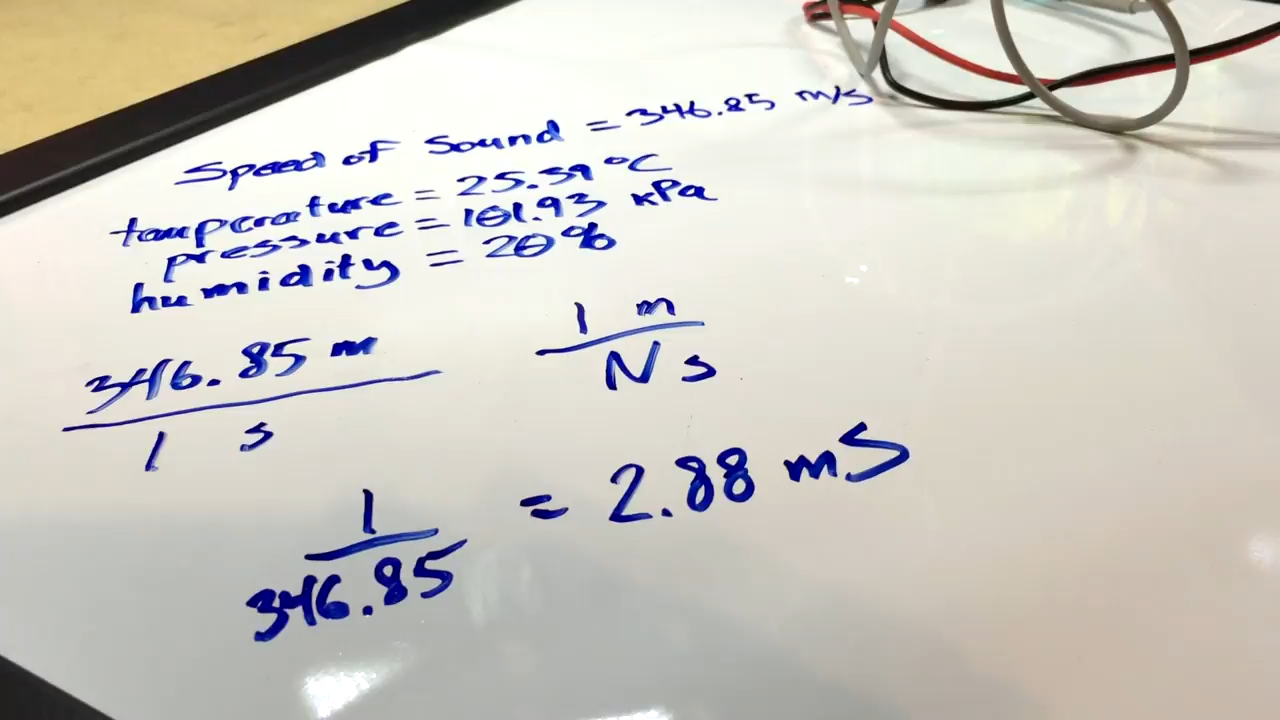 Speed of Sound = 346.85 m/s
temperature = 25.59 °C
pressure = 101.93 kPa
humidity = 20%
346.85 m
1 s
1 m
N s
1
346.85
= 2.88 mS